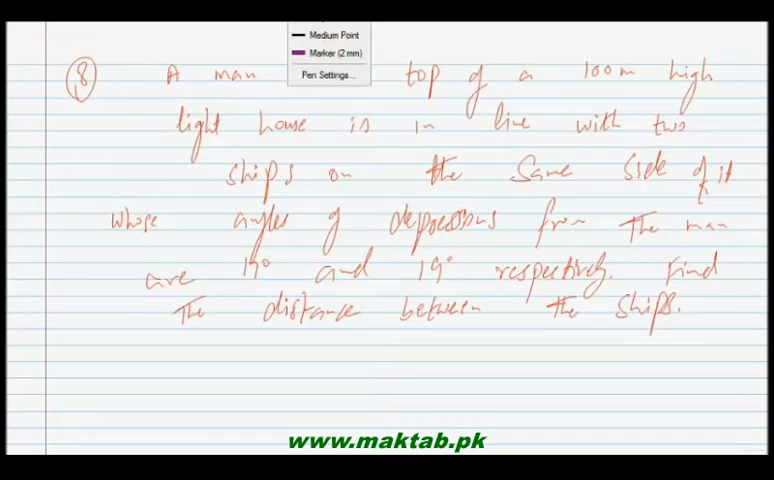 Medium Point
Marker (2 mm)
Pen Settings...
8 A man top of a 100m high
light house is in line with two
ships on the same side of it
whose angles of depressions from the man
are 17° and 19° respectively. Find
The distance between the ships.
www.maktab.pk